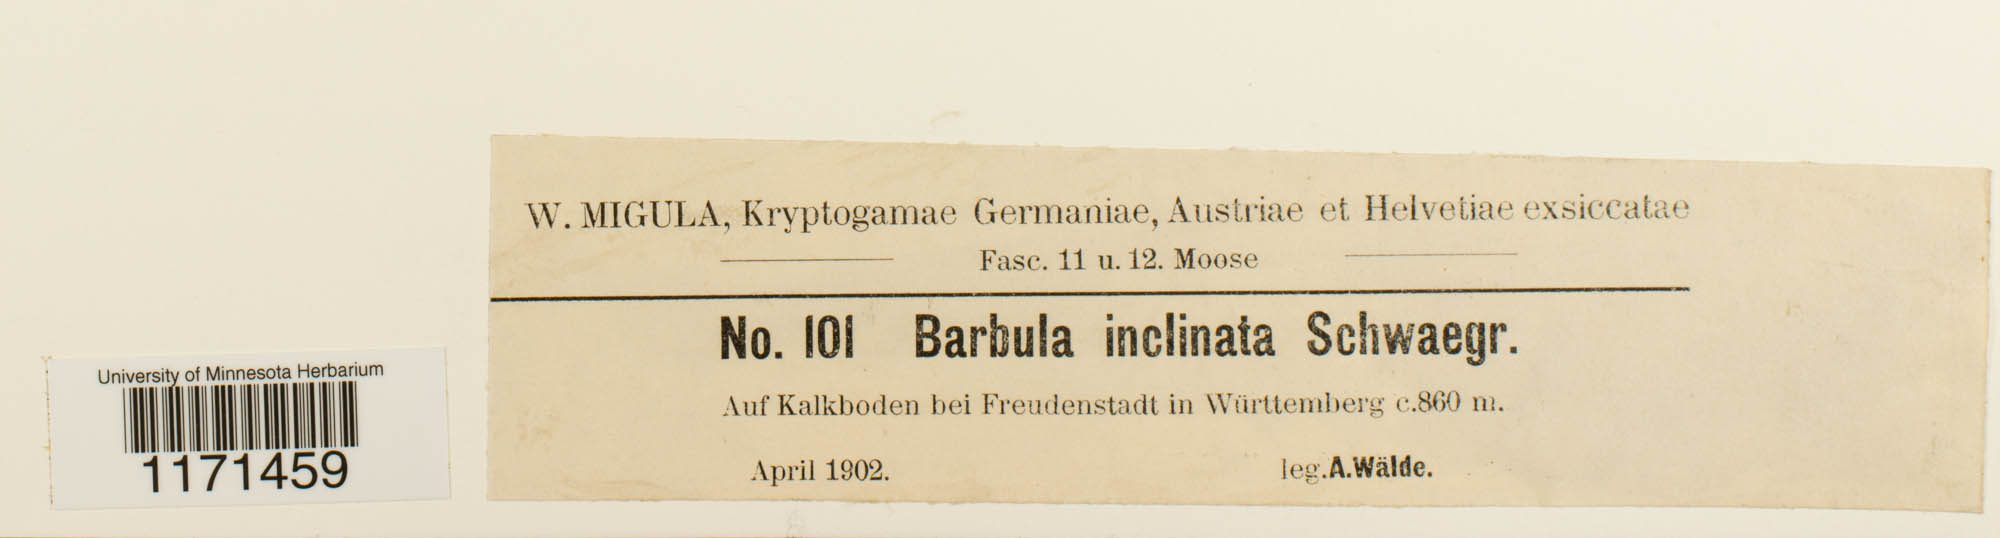 W. MIGULA, Kryptogamae Germaniae, Austriae et Helvetiae exsiccatae
Fasc. 11 u. 12. Moose
No. 101 Barbula inclinata Schwaegr.
Auf Kalkboden bei Freudenstadt in Württemberg c.860 m.
April 1902. leg. A. Wälde.
University of Minnesota Herbarium
1171459